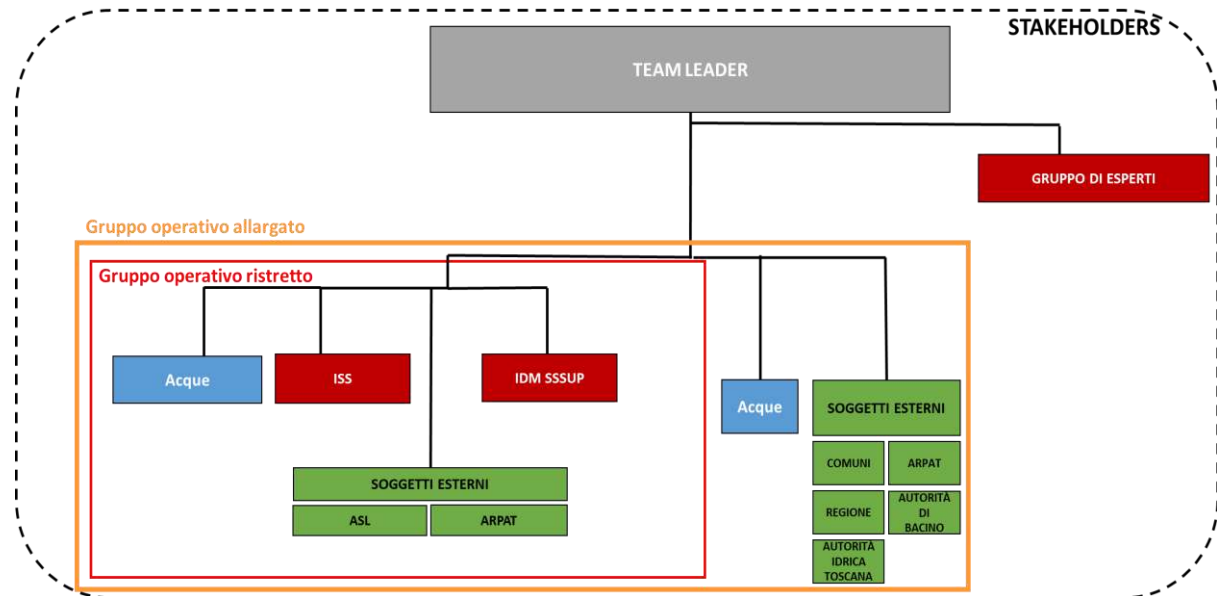 STAKEHOLDERS
TEAM LEADER
GRUPPO DI ESPERTI
Gruppo operativo allargato
Gruppo operativo ristretto
Acque
ISS
IDM SSSUP
SOGGETTI ESTERNI
ASL
ARPAT
Acque
SOGGETTI ESTERNI
COMUNI
ARPAT
REGIONE
AUTORITÀ
DI
BACINO
AUTORITÀ
IDRICA
TOSCANA